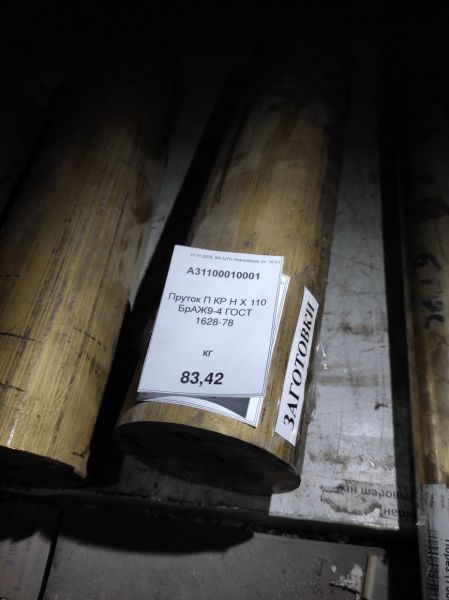 А31100010001
Пруток П КР Н Х 110
БрАЖ9-4 ГОСТ
1628-78
кг
83,42
ЗАГОТОВКИ